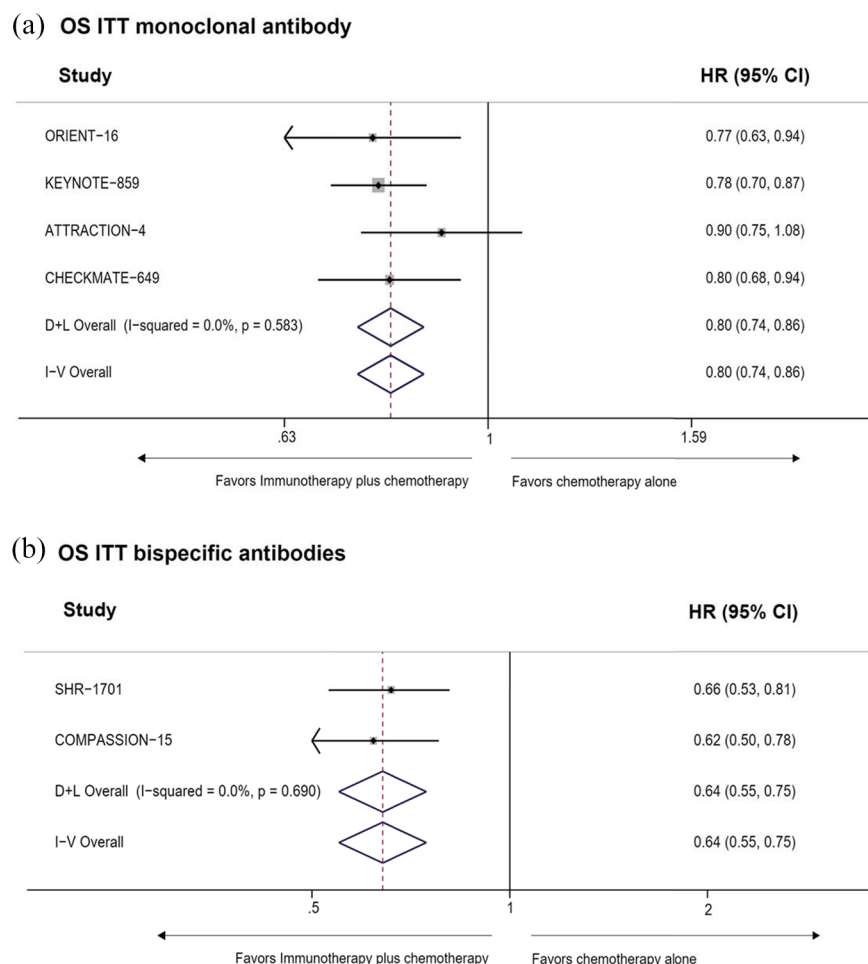 (a) OS ITT monoclonal antibody
Study HR (95% CI)
ORIENT−16 0.77 (0.63, 0.94)
KEYNOTE−859 0.78 (0.70, 0.87)
ATTRACTION−4 0.90 (0.75, 1.08)
CHECKMATE−649 0.80 (0.68, 0.94)
D+L Overall (I−squared = 0.0%, p = 0.583) 0.80 (0.74, 0.86)
I−V Overall 0.80 (0.74, 0.86)
.63 1 1.59
Favors Immunotherapy plus chemotherapy Favors chemotherapy alone
(b) OS ITT bispecific antibodies
Study HR (95% CI)
SHR−1701 0.66 (0.53, 0.81)
COMPASSION−15 0.62 (0.50, 0.78)
D+L Overall (I−squared = 0.0%, p = 0.690) 0.64 (0.55, 0.75)
I−V Overall 0.64 (0.55, 0.75)
.5 1 2
Favors Immunotherapy plus chemotherapy Favors chemotherapy alone